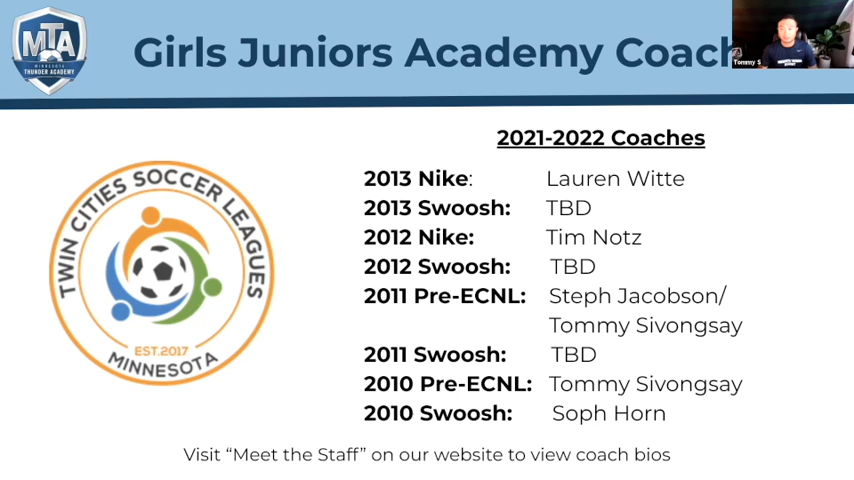 MTA
MINNESOTA
THUNDER ACADEMY
Girls Juniors Academy Coach
Tommy S
2021-2022 Coaches
2013 Nike: Lauren Witte
2013 Swoosh: TBD
2012 Nike: Tim Notz
2012 Swoosh: TBD
2011 Pre-ECNL: Steph Jacobson/
Tommy Sivongsay
2011 Swoosh: TBD
2010 Pre-ECNL: Tommy Sivongsay
2010 Swoosh: Soph Horn
TWIN CITIES SOCCER LEAGUES
EST.2017
MINNESOTA
Visit “Meet the Staff” on our website to view coach bios